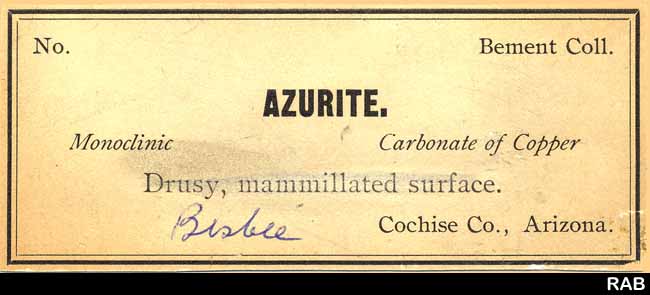 No. Bement Coll.
AZURITE.
Monoclinic Carbonate of Copper
Drusy, mammillated surface.
Bisbee Cochise Co., Arizona.
RAB